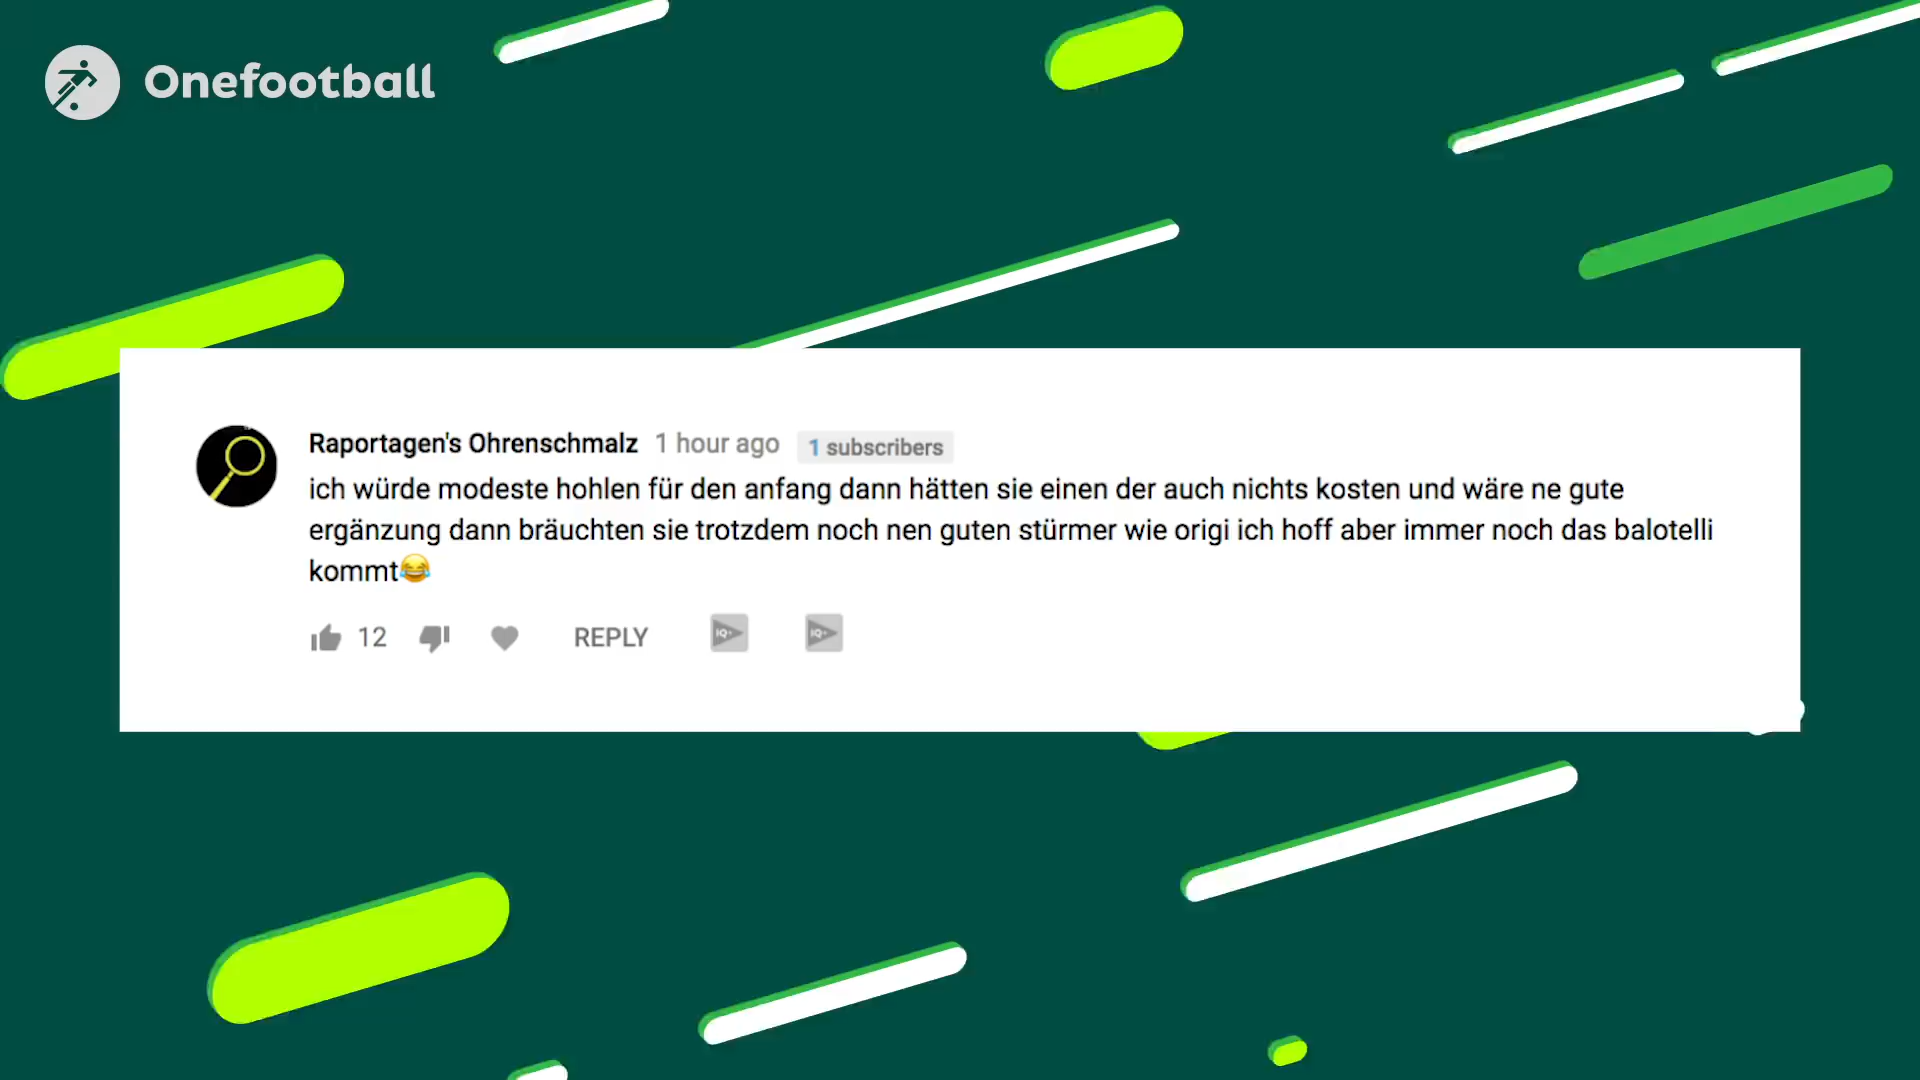 Onefootball
Raportagen's Ohrenschmalz 1 hour ago 1 subscribers
ich würde modeste hohlen für den anfang dann hätten sie einen der auch nichts kosten und wäre ne gute
ergänzung dann bräuchten sie trotzdem noch nen guten stürmer wie origi ich hoff aber immer noch das balotelli
kommt😂
12 REPLY IQ+ IQ+